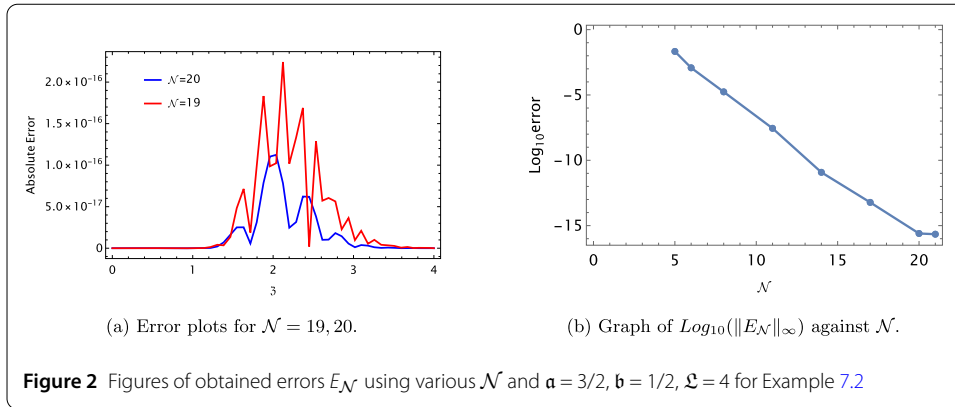 2.0×10⁻¹⁶
1.5×10⁻¹⁶
1.0×10⁻¹⁶
5.0×10⁻¹⁷
0
Absolute Error
𝒩=20
𝒩=19
0 1 2 3 4
𝔷
(a) Error plots for 𝒩 = 19, 20.
0
−5
−10
−15
Log₁₀error
0 5 10 15 20
𝒩
(b) Graph of Log₁₀(‖E_𝒩‖∞) against 𝒩.
Figure 2 Figures of obtained errors E_𝒩 using various 𝒩 and 𝔞 = 3/2, 𝔟 = 1/2, 𝔏 = 4 for Example 7.2